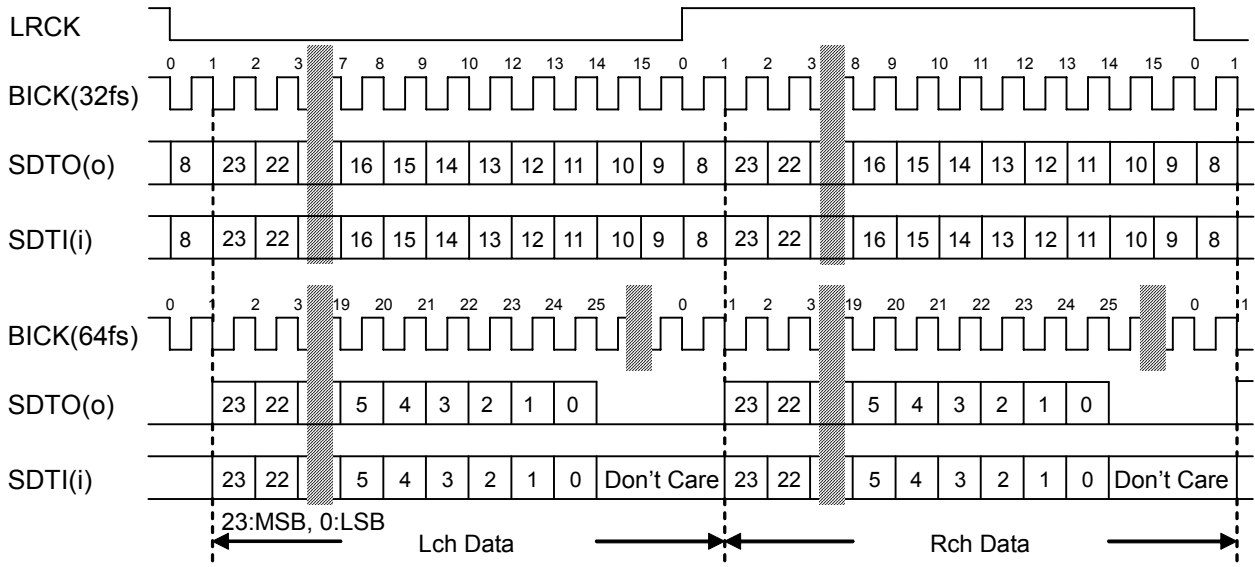 LRCK
0 1 2 3 7 8 9 10 11 12 13 14 15 0 1 2 3 8 9 10 11 12 13 14 15 0 1
BICK(32fs)
SDTO(o) 8 23 22 16 15 14 13 12 11 10 9 8 23 22 16 15 14 13 12 11 10 9 8
SDTI(i) 8 23 22 16 15 14 13 12 11 10 9 8 23 22 16 15 14 13 12 11 10 9 8
0 1 2 3 19 20 21 22 23 24 25 0 1 2 3 19 20 21 22 23 24 25 0 1
BICK(64fs)
SDTO(o) 23 22 5 4 3 2 1 0 23 22 5 4 3 2 1 0
SDTI(i) 23 22 5 4 3 2 1 0 Don't Care 23 22 5 4 3 2 1 0 Don't Care
23:MSB, 0:LSB
Lch Data Rch Data